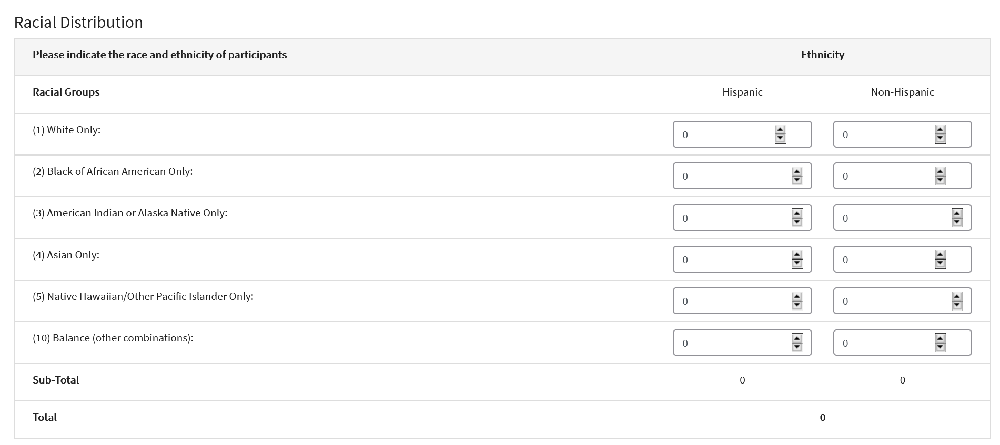 Racial Distribution
Please indicate the race and ethnicity of participants Ethnicity
Racial Groups Hispanic Non-Hispanic
(1) White Only: 0 0
(2) Black of African American Only: 0 0
(3) American Indian or Alaska Native Only: 0 0
(4) Asian Only: 0 0
(5) Native Hawaiian/Other Pacific Islander Only: 0 0
(10) Balance (other combinations): 0 0
Sub-Total 0 0
Total 0